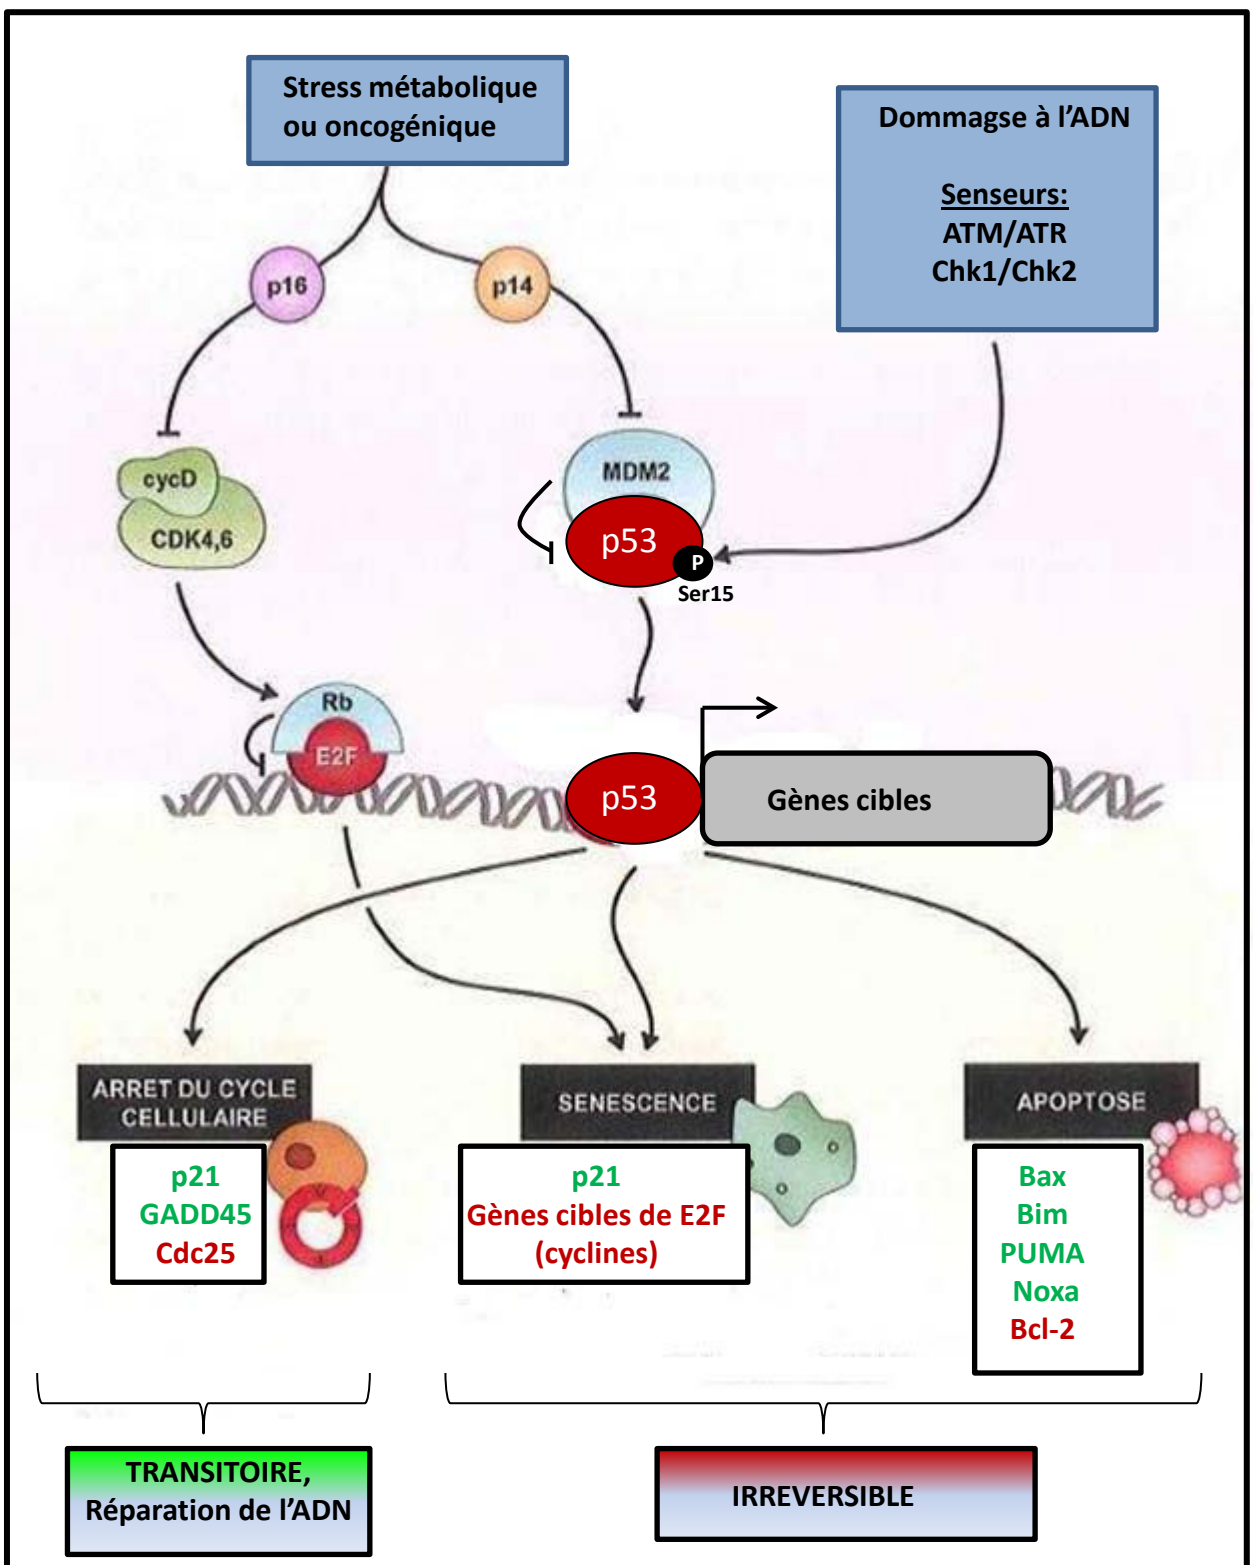 Stress métabolique
ou oncogénique
Dommagse à l'ADN
Senseurs:
ATM/ATR
Chk1/Chk2
p16
p14
cycD
CDK4,6
MDM2
p53
P
Ser15
Rb
E2F
p53
Gènes cibles
ARRET DU CYCLE
CELLULAIRE
SENESCENCE
APOPTOSE
p21
GADD45
Cdc25
p21
Gènes cibles de E2F
(cyclines)
Bax
Bim
PUMA
Noxa
Bcl-2
TRANSITOIRE,
Réparation de l'ADN
IRREVERSIBLE